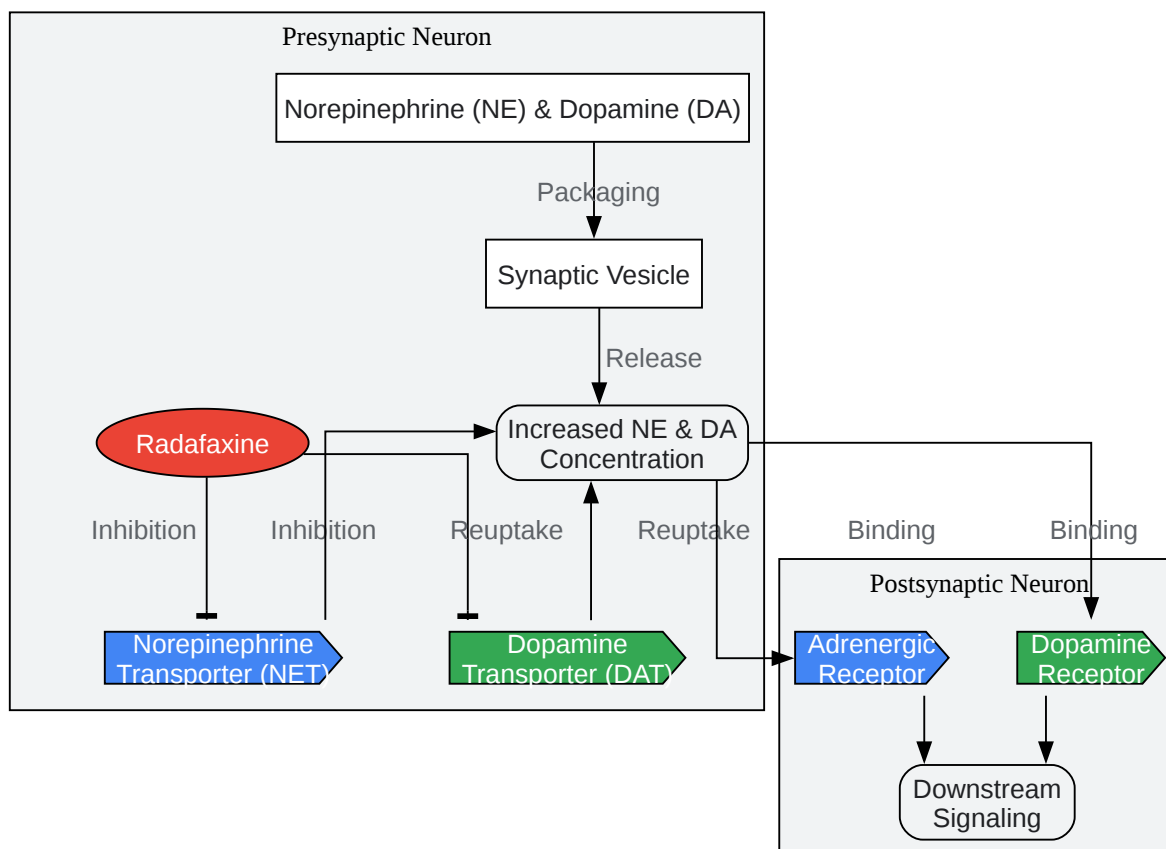 Presynaptic Neuron
Norepinephrine (NE) & Dopamine (DA)
Packaging
Synaptic Vesicle
Release
Radafaxine
Increased NE & DA
Concentration
Inhibition
Inhibition
Reuptake
Reuptake
Binding
Binding
Postsynaptic Neuron
Norepinephrine
Transporter (NET)
Dopamine
Transporter (DAT)
Adrenergic
Receptor
Dopamine
Receptor
Downstream
Signaling